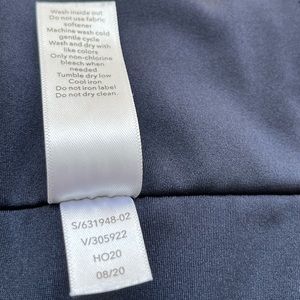 Wash inside out
Do not use fabric
softener
Machine wash cold
gentle cycle
Wash and dry with
like colors
Only non-chlorine
bleach when
needed
Tumble dry low
Cool iron
Do not iron label
Do not dry clean
S/631948-02
V/305922
HO20
08/20